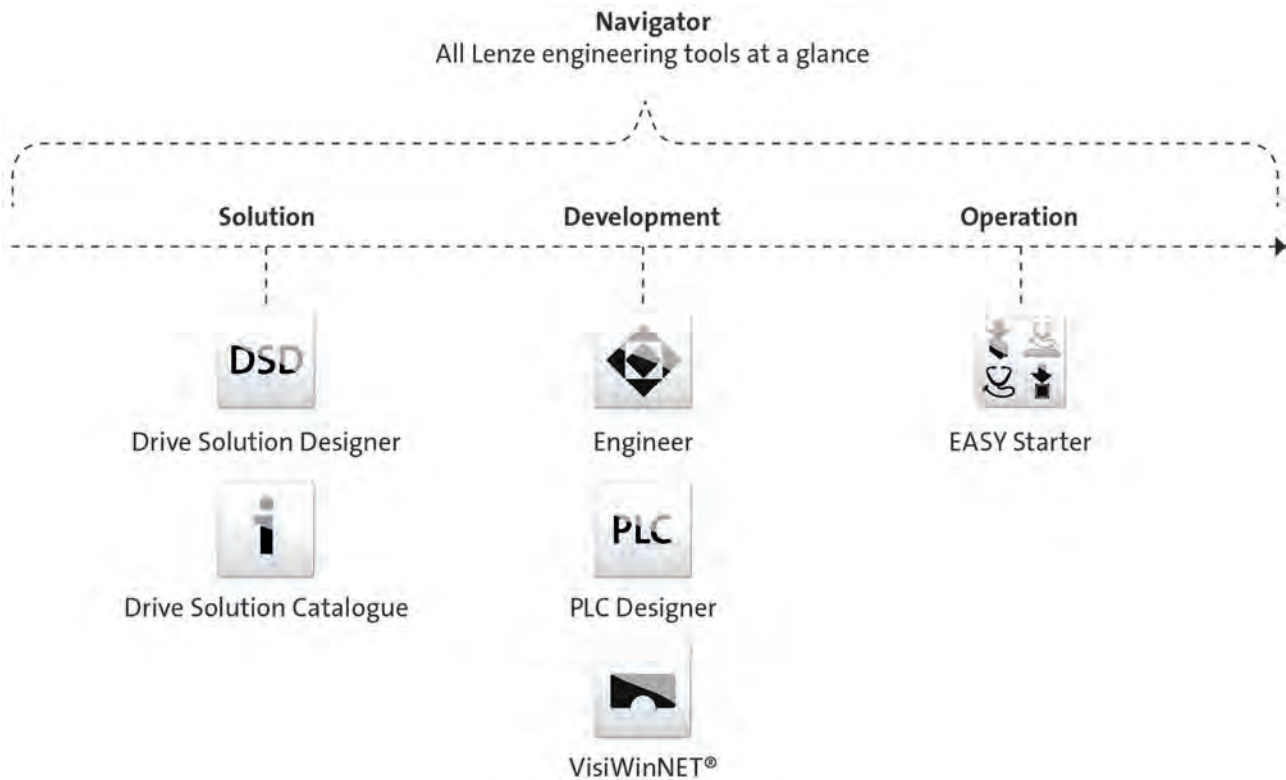 Navigator
All Lenze engineering tools at a glance
Solution
Development
Operation
DSD
Drive Solution Designer
Engineer
EASY Starter
i
PLC
Drive Solution Catalogue
PLC Designer
VisiWinNET®